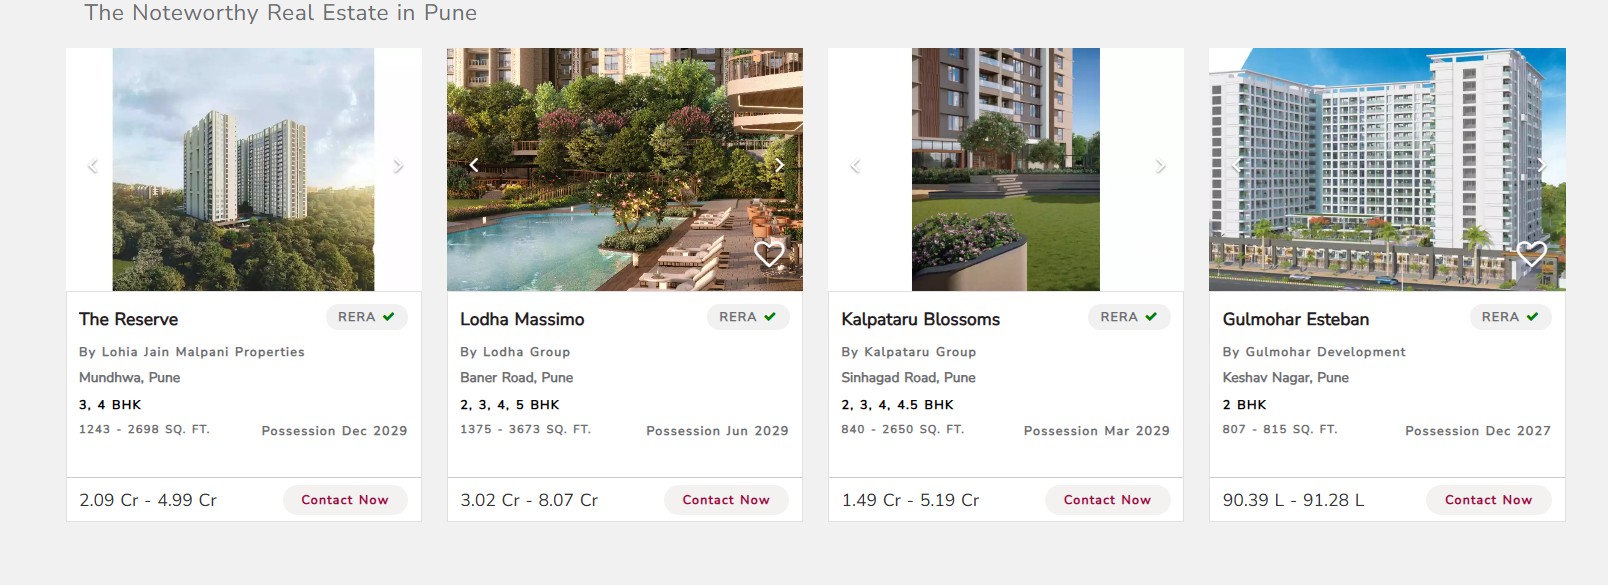 The Noteworthy Real Estate in Pune
The Reserve
RERA
By Lohia Jain Malpani Properties
Mundhwa, Pune
3, 4 BHK
1243 - 2698 SQ. FT.
Possession Dec 2029
2.09 Cr - 4.99 Cr
Contact Now
Lodha Massimo
RERA
By Lodha Group
Baner Road, Pune
2, 3, 4, 5 BHK
1375 - 3673 SQ. FT.
Possession Jun 2029
3.02 Cr - 8.07 Cr
Contact Now
Kalpataru Blossoms
RERA
By Kalpataru Group
Sinhagad Road, Pune
2, 3, 4, 4.5 BHK
840 - 2650 SQ. FT.
Possession Mar 2029
1.49 Cr - 5.19 Cr
Contact Now
Gulmohar Esteban
RERA
By Gulmohar Development
Keshav Nagar, Pune
2 BHK
807 - 815 SQ. FT.
Possession Dec 2027
90.39 L - 91.28 L
Contact Now